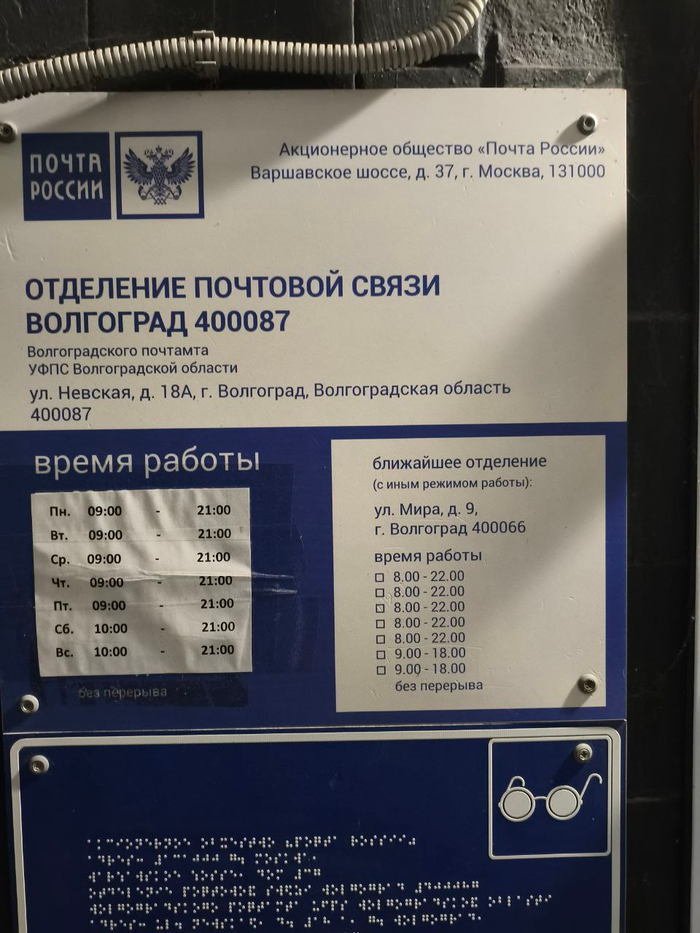 ПОЧТА
РОССИИ
Акционерное общество «Почта России»
Варшавское шоссе, д. 37, г. Москва, 131000
ОТДЕЛЕНИЕ ПОЧТОВОЙ СВЯЗИ
ВОЛГОГРАД 400087
Волгоградского почтамта
УФПС Волгоградской области
ул. Невская, д. 18А, г. Волгоград, Волгоградская область
400087
время работы
Пн. 09:00 - 21:00
Вт. 09:00 - 21:00
Ср. 09:00 - 21:00
Чт. 09:00 - 21:00
Пт. 09:00 - 21:00
Сб. 10:00 - 21:00
Вс. 10:00 - 21:00
без перерыва
ближайшее отделение
(с иным режимом работы):
ул. Мира, д. 9,
г. Волгоград 400066
время работы
8.00 - 22.00
8.00 - 22.00
8.00 - 22.00
8.00 - 22.00
8.00 - 22.00
9.00 - 18.00
9.00 - 18.00
без перерыва